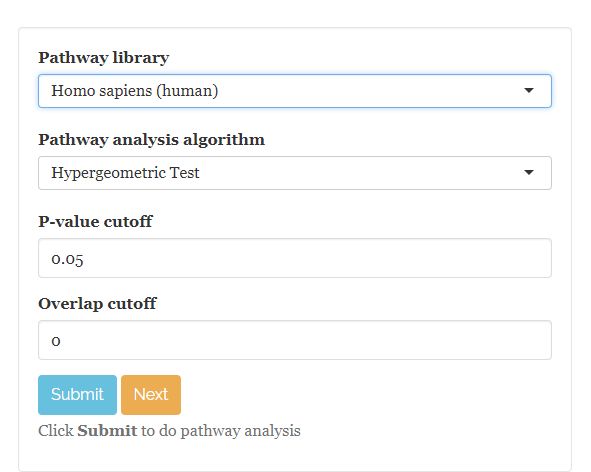 Pathway library
Homo sapiens (human)
Pathway analysis algorithm
Hypergeometric Test
P-value cutoff
0.05
Overlap cutoff
0
Submit Next
Click Submit to do pathway analysis